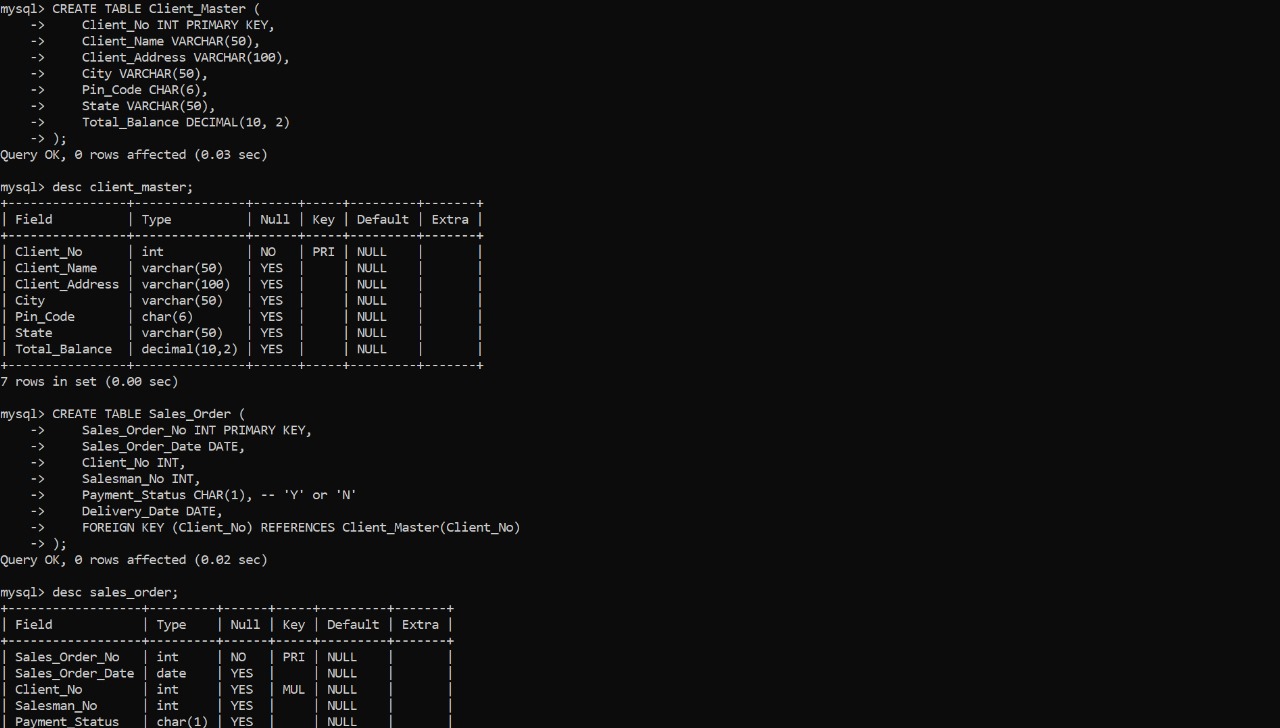 mysql> CREATE TABLE Client_Master (
    ->     Client_No INT PRIMARY KEY,
    ->     Client_Name VARCHAR(50),
    ->     Client_Address VARCHAR(100),
    ->     City VARCHAR(50),
    ->     Pin_Code CHAR(6),
    ->     State VARCHAR(50),
    ->     Total_Balance DECIMAL(10, 2)
    -> );
Query OK, 0 rows affected (0.03 sec)

mysql> desc client_master;
+----------------+---------------+------+-----+---------+-------+
| Field          | Type          | Null | Key | Default | Extra |
+----------------+---------------+------+-----+---------+-------+
| Client_No      | int           | NO   | PRI | NULL    |       |
| Client_Name    | varchar(50)   | YES  |     | NULL    |       |
| Client_Address | varchar(100)  | YES  |     | NULL    |       |
| City           | varchar(50)   | YES  |     | NULL    |       |
| Pin_Code       | char(6)       | YES  |     | NULL    |       |
| State          | varchar(50)   | YES  |     | NULL    |       |
| Total_Balance  | decimal(10,2) | YES  |     | NULL    |       |
+----------------+---------------+------+-----+---------+-------+
7 rows in set (0.00 sec)

mysql> CREATE TABLE Sales_Order (
    ->     Sales_Order_No INT PRIMARY KEY,
    ->     Sales_Order_Date DATE,
    ->     Client_No INT,
    ->     Salesman_No INT,
    ->     Payment_Status CHAR(1), -- 'Y' or 'N'
    ->     Delivery_Date DATE,
    ->     FOREIGN KEY (Client_No) REFERENCES Client_Master(Client_No)
    -> );
Query OK, 0 rows affected (0.02 sec)

mysql> desc sales_order;
+------------------+---------+------+-----+---------+-------+
| Field            | Type    | Null | Key | Default | Extra |
+------------------+---------+------+-----+---------+-------+
| Sales_Order_No   | int     | NO   | PRI | NULL    |       |
| Sales_Order_Date | date    | YES  |     | NULL    |       |
| Client_No        | int     | YES  | MUL | NULL    |       |
| Salesman_No      | int     | YES  |     | NULL    |       |
| Payment_Status   | char(1) | YES  |     | NULL    |       |